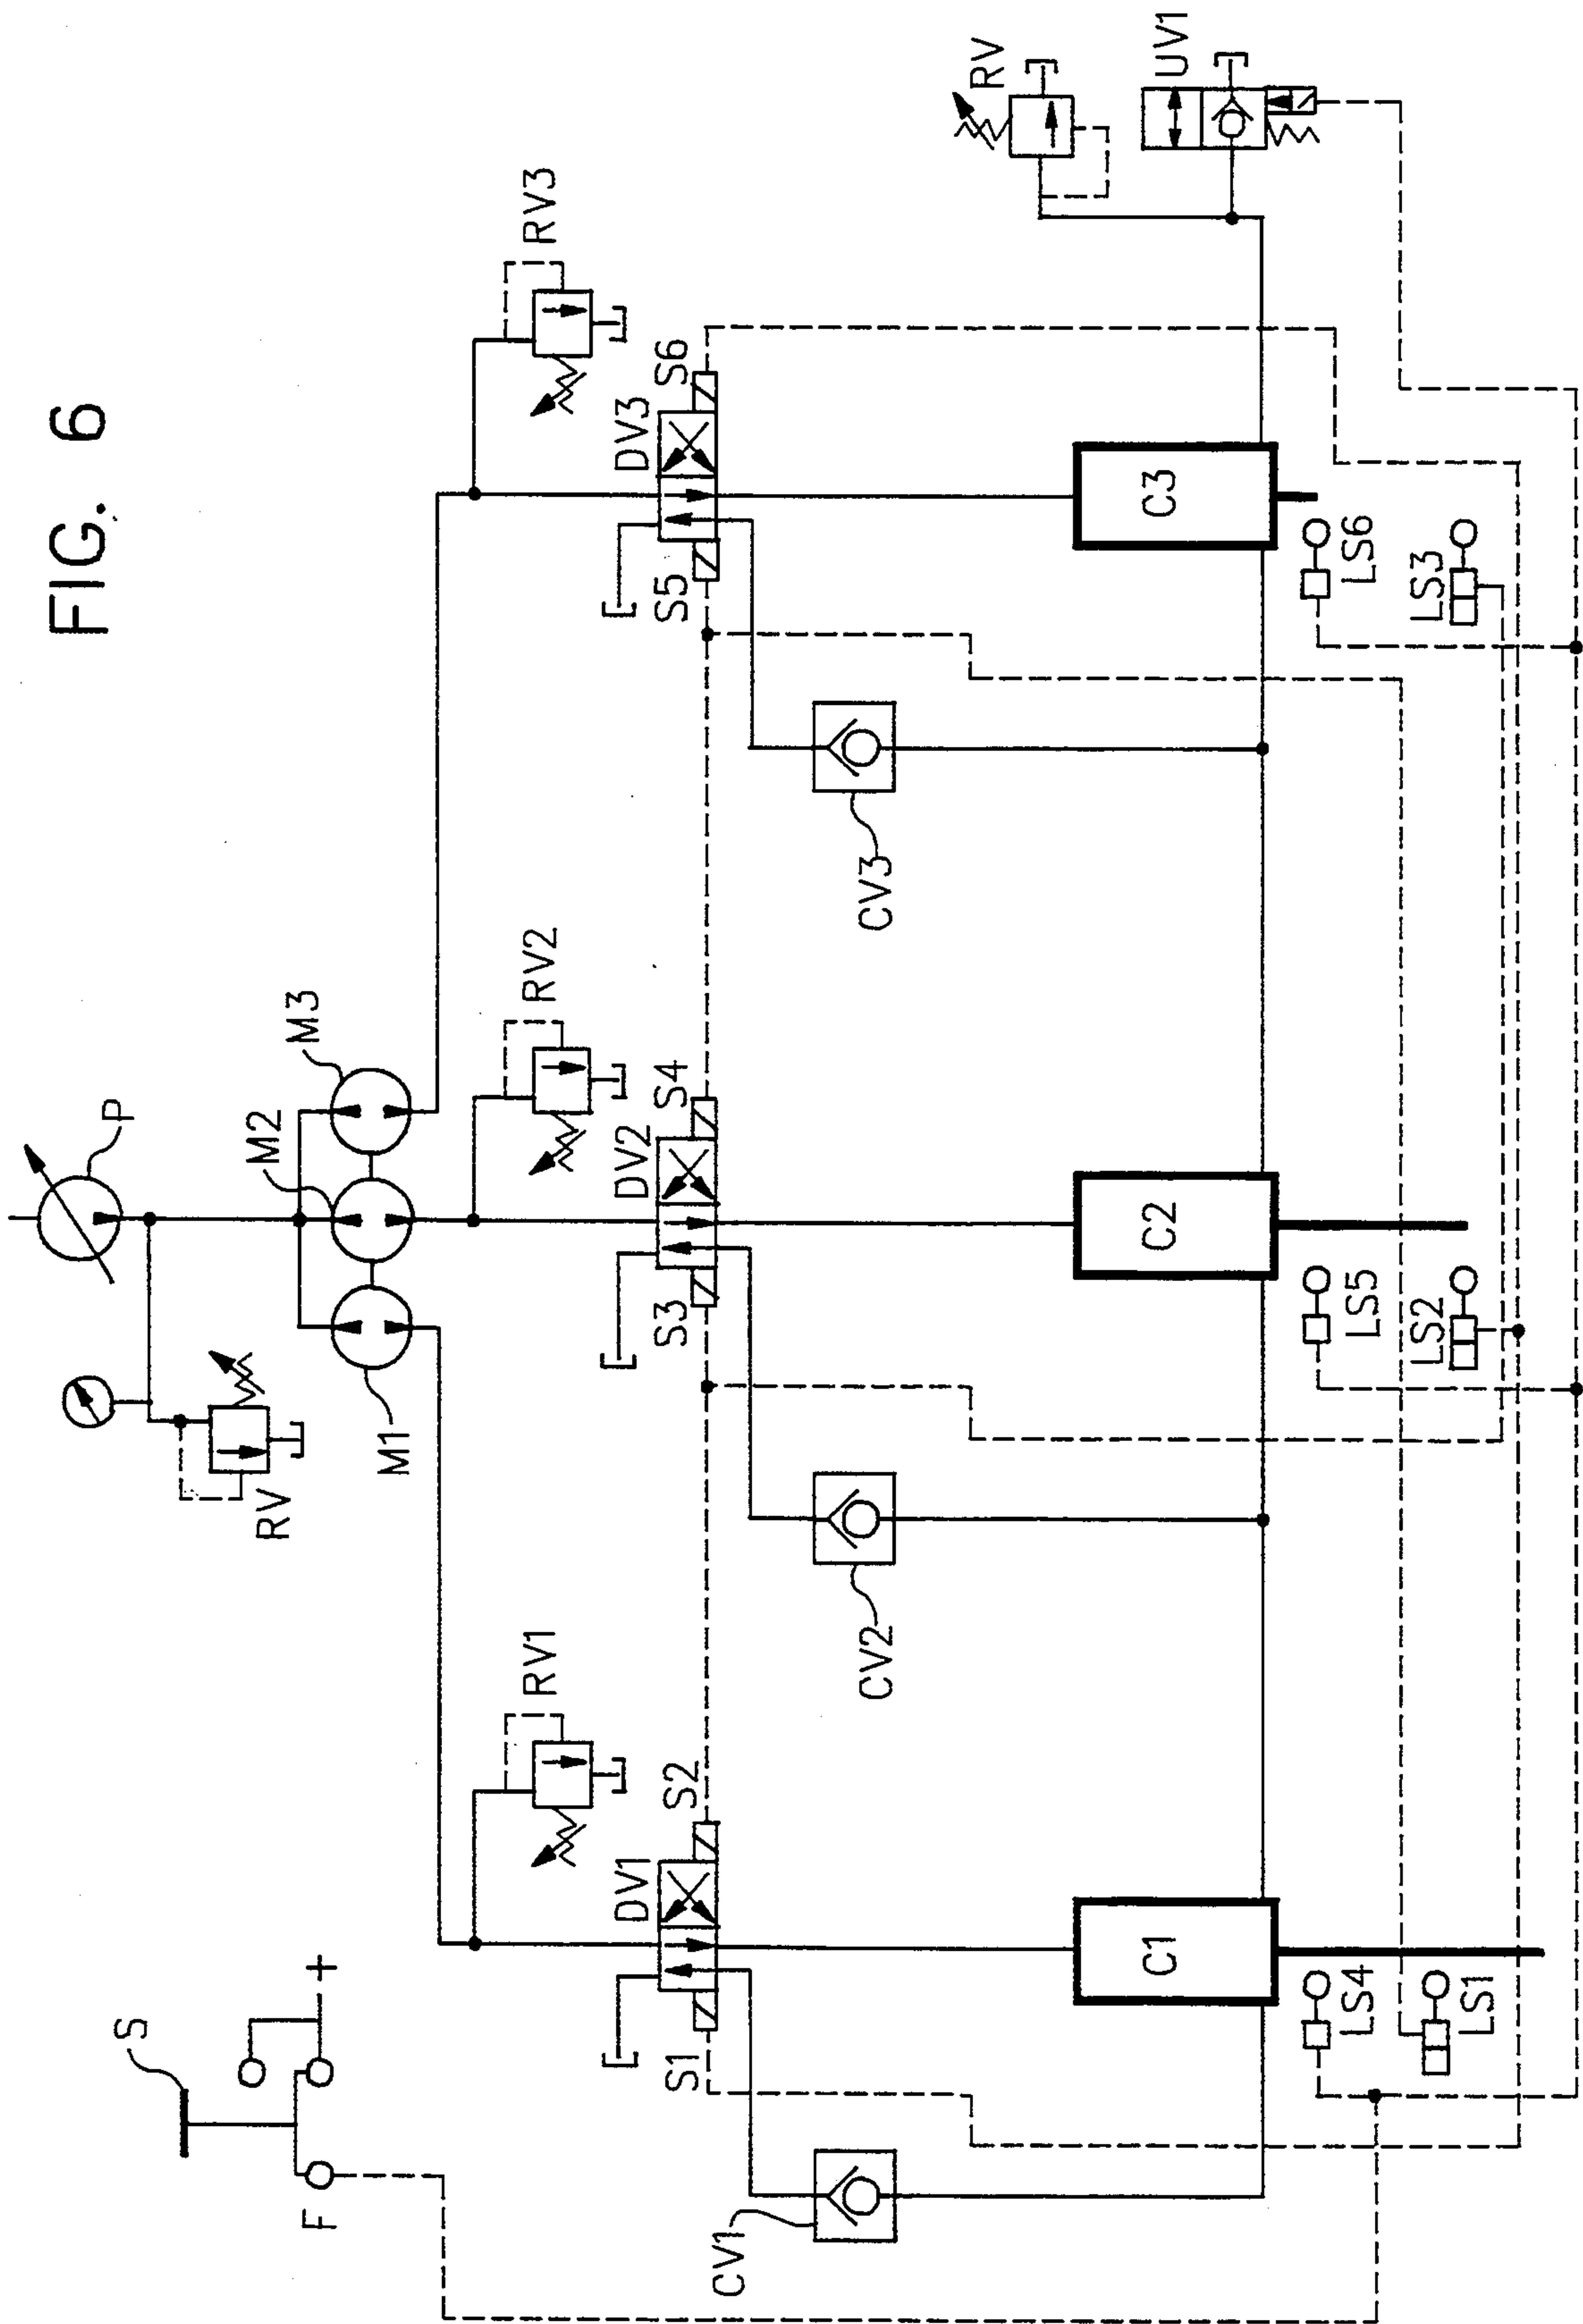 FIG. 6
P
M2
M3
M1
RV
S
+
F
RV1
RV2
RV3
RV
UV1
S1
DV1
S2
S3
DV2
S4
S5
DV3
S6
CV1
CV2
CV3
C1
C2
C3
LS4
LS1
LS5
LS2
LS6
LS3